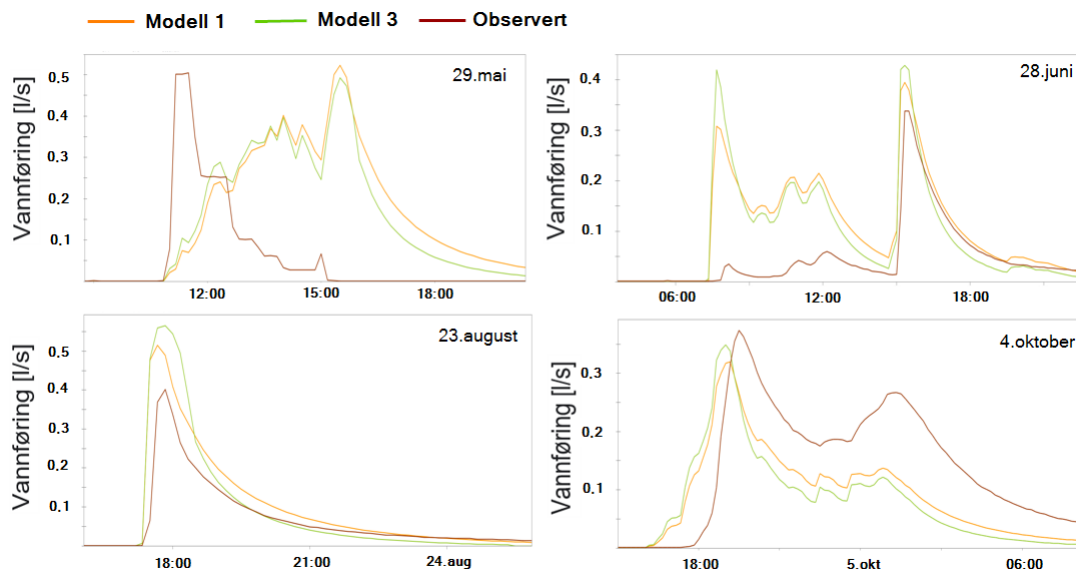 Modell 1 Modell 3 Observert
Vannføring [l/s]
0.5
0.4
0.3
0.2
0.1
29.mai
12:00 15:00 18:00
Vannføring [l/s]
0.4
0.3
0.2
0.1
28.juni
06:00 12:00 18:00
Vannføring [l/s]
0.5
0.4
0.3
0.2
0.1
23.august
18:00 21:00 24.aug
Vannføring [l/s]
0.3
0.2
0.1
4.oktober
18:00 5.okt 06:00